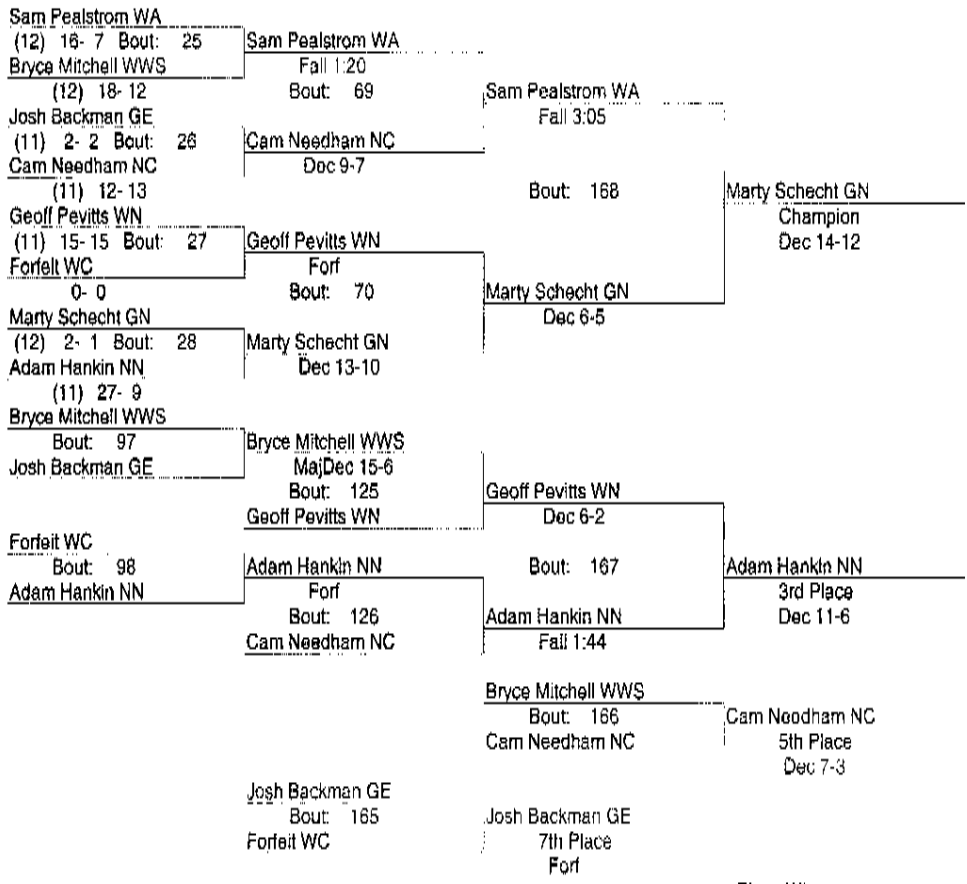 Sam Pealstrom WA
(12) 16- 7 Bout: 25
Bryce Mitchell WWS
(12) 18- 12
Josh Backman GE
(11) 2- 2 Bout: 26
Cam Needham NC
(11) 12- 13
Geoff Pevitts WN
(11) 15- 15 Bout: 27
Forfeit WC
0- 0
Marty Schecht GN
(12) 2- 1 Bout: 28
Adam Hankin NN
(11) 27- 9
Sam Pealstrom WA
Fall 1:20
Bout: 69
Cam Needham NC
Dec 9-7
Geoff Pevitts WN
Forf
Bout: 70
Marty Schecht GN
Dec 13-10
Sam Pealstrom WA
Fall 3:05
Bout: 168
Marty Schecht GN
Dec 6-5
Marty Schecht GN
Champion
Dec 14-12
Bryce Mitchell WWS
Bout: 97
Josh Backman GE
Forfeit WC
Bout: 98
Adam Hankin NN
Bryce Mitchell WWS
MajDec 15-6
Bout: 125
Geoff Pevitts WN
Adam Hankin NN
Forf
Bout: 126
Cam Needham NC
Geoff Pevitts WN
Dec 6-2
Bout: 167
Adam Hankin NN
Fall 1:44
Adam Hankin NN
3rd Place
Dec 11-6
Bryce Mitchell WWS
Bout: 166
Cam Needham NC
Cam Needham NC
5th Place
Dec 7-3
Josh Backman GE
Bout: 165
Forfeit WC
Josh Backman GE
7th Place
Forf